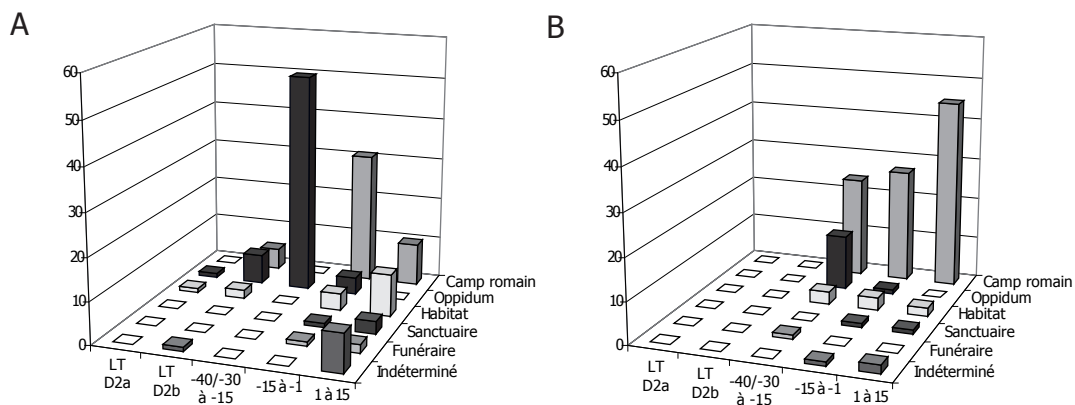 A
60
50
40
30
20
10
0
LT
D2a
LT
D2b
-40/-30
à -15
-15 à -1
1 à 15
Camp romain
Oppidum
Habitat
Sanctuaire
Funéraire
Indéterminé
B
60
50
40
30
20
10
0
LT
D2a
LT
D2b
-40/-30
à -15
-15 à -1
1 à 15
Camp romain
Oppidum
Habitat
Sanctuaire
Funéraire
Indéterminé